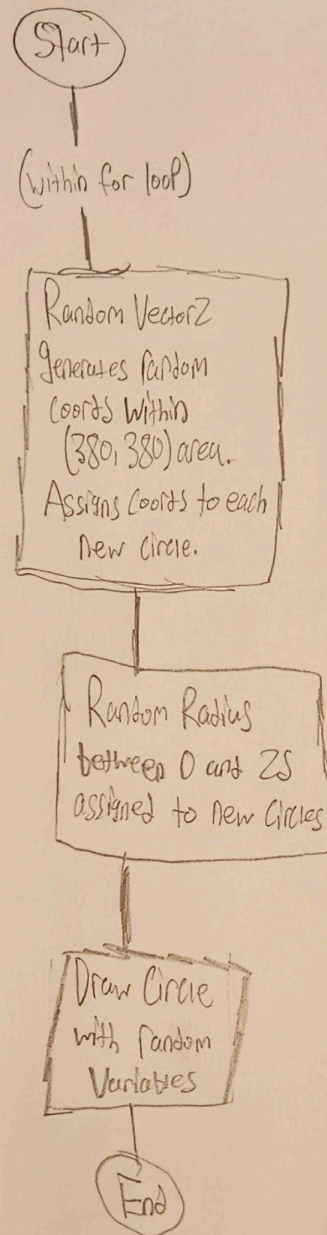 Start
(within for loop)
Random Vector2
generates random
coords within
(380, 380) area.
Assigns coords to each
new circle.
Random Radius
between 0 and 25
assigned to new circles
Draw Circle
with random
Variables
End